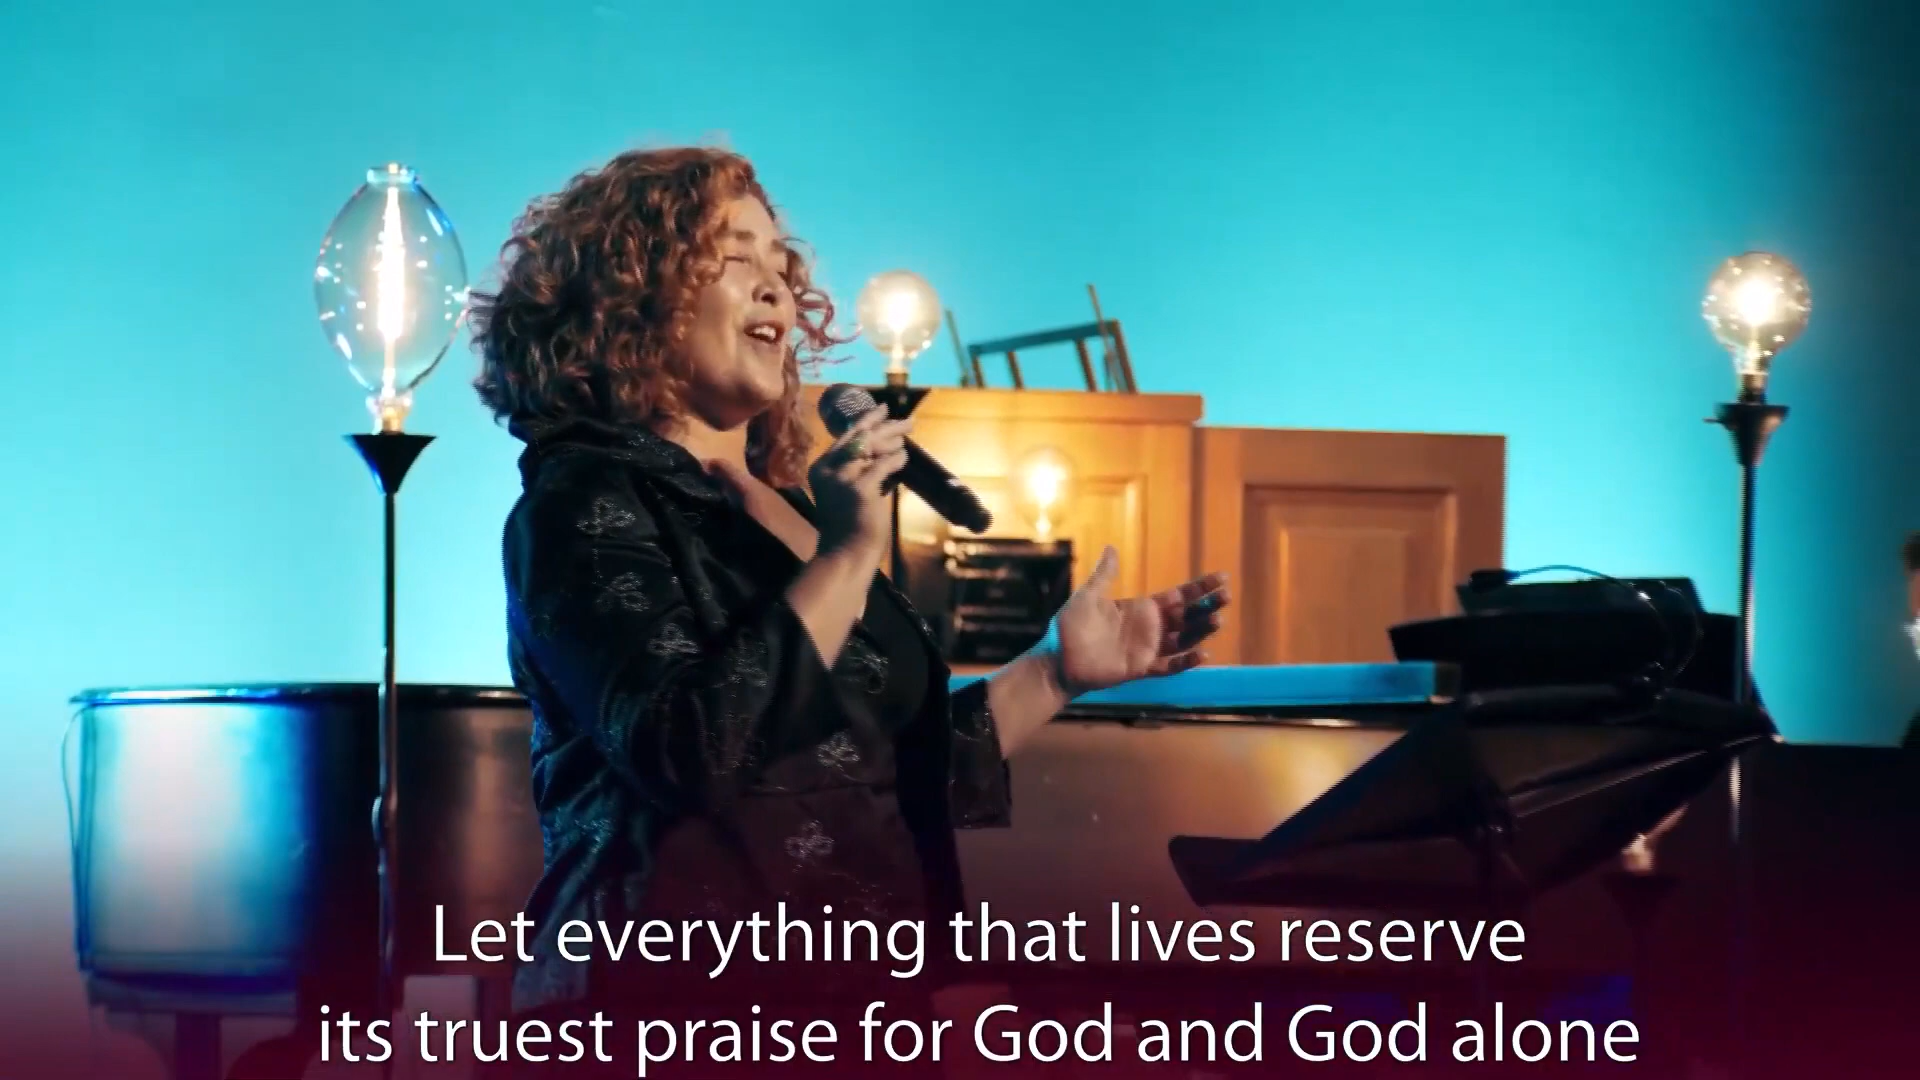 Let everything that lives reserve
its truest praise for God and God alone